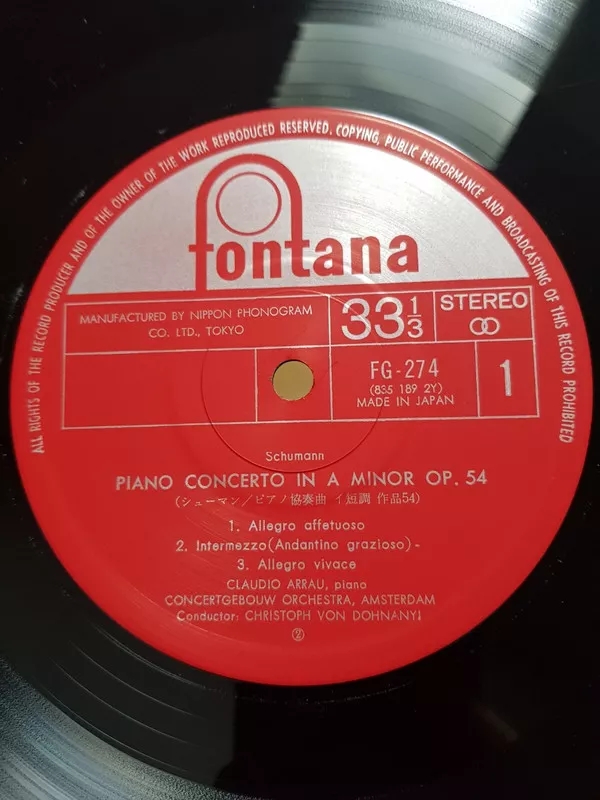 ALL RIGHTS OF THE RECORD PRODUCER AND OF THE OWNER OF THE WORK REPRODUCED RESERVED. COPYING, PUBLIC PERFORMANCE AND BROADCASTING OF THIS RECORD PROHIBITED
fontana
MANUFACTURED BY NIPPON PHONOGRAM
CO. LTD., TOKYO
33 1/3
STEREO
FG-274
(835 189 2Y)
MADE IN JAPAN
1
Schumann
PIANO CONCERTO IN A MINOR OP. 54
(シューマン/ピアノ協奏曲 イ短調 作品54)
1. Allegro affetuoso
2. Intermezzo (Andantino grazioso) -
3. Allegro vivace
CLAUDIO ARRAU, piano
CONCERTGEBOUW ORCHESTRA, AMSTERDAM
Conductor: CHRISTOPH VON DOHNANYI
②